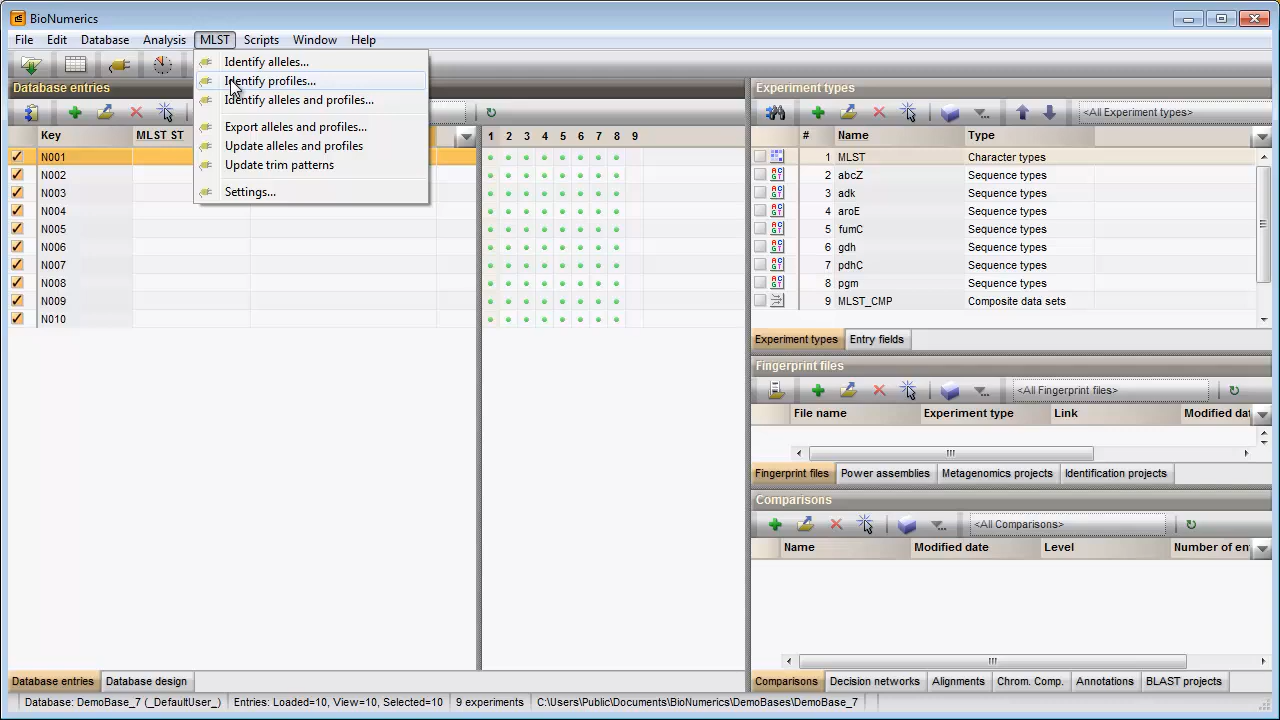 BioNumerics
File Edit Database Analysis MLST Scripts Window Help
Identify alleles...
Identify profiles...
Identify alleles and profiles...
Export alleles and profiles...
Update alleles and profiles
Update trim patterns
Settings...
Database entries
Key MLST ST
1 2 3 4 5 6 7 8 9
N001
N002
N003
N004
N005
N006
N007
N008
N009
N010
Database entries Database design
Experiment types
<All Experiment types>
# Name Type
1 MLST Character types
2 abcZ Sequence types
3 adk Sequence types
4 aroE Sequence types
5 fumC Sequence types
6 gdh Sequence types
7 pdhC Sequence types
8 pgm Sequence types
9 MLST_CMP Composite data sets
Experiment types Entry fields
Fingerprint files
<All Fingerprint files>
File name Experiment type Link Modified dat
Fingerprint files Power assemblies Metagenomics projects Identification projects
Comparisons
<All Comparisons>
Name Modified date Level Number of en
Comparisons Decision networks Alignments Chrom. Comp. Annotations BLAST projects
Database: DemoBase_7 (_DefaultUser_) Entries: Loaded=10, View=10, Selected=10 9 experiments C:\Users\Public\Documents\BioNumerics\DemoBases\DemoBase_7